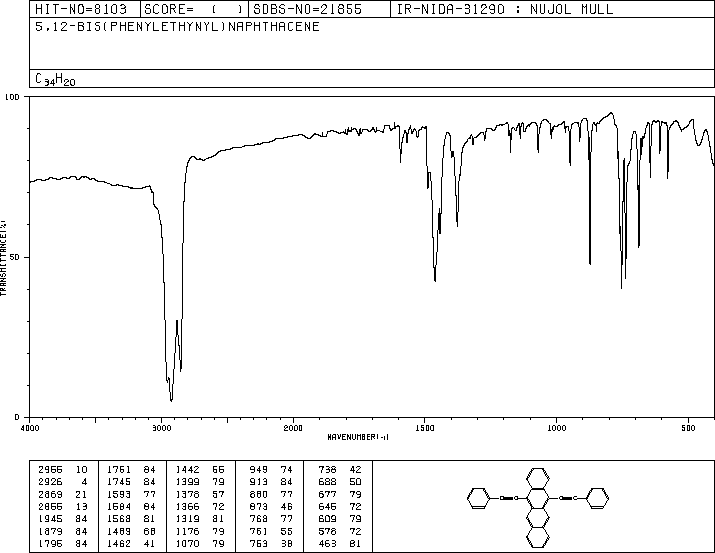 HIT-NO=8103 SCORE= ( ) SDBS-NO=21855 IR-NIDA-31290 : NUJOL MULL
5,12-BIS(PHENYLETHYNYL)NAPHTHACENE
C34H20
100
50
0
TRANSMITTANCE(%)
4000 3000 2000 1500 1000 500
WAVENUMBER(-1)
2955 10 1761 84 1442 55 949 74 738 42
2926 4 1745 84 1399 79 913 84 688 50
2869 21 1593 77 1378 57 880 77 677 79
2855 13 1584 84 1366 72 873 46 645 72
1945 84 1568 81 1319 81 768 77 609 79
1879 84 1489 68 1176 79 761 55 578 72
1795 84 1462 41 1070 79 753 38 463 81